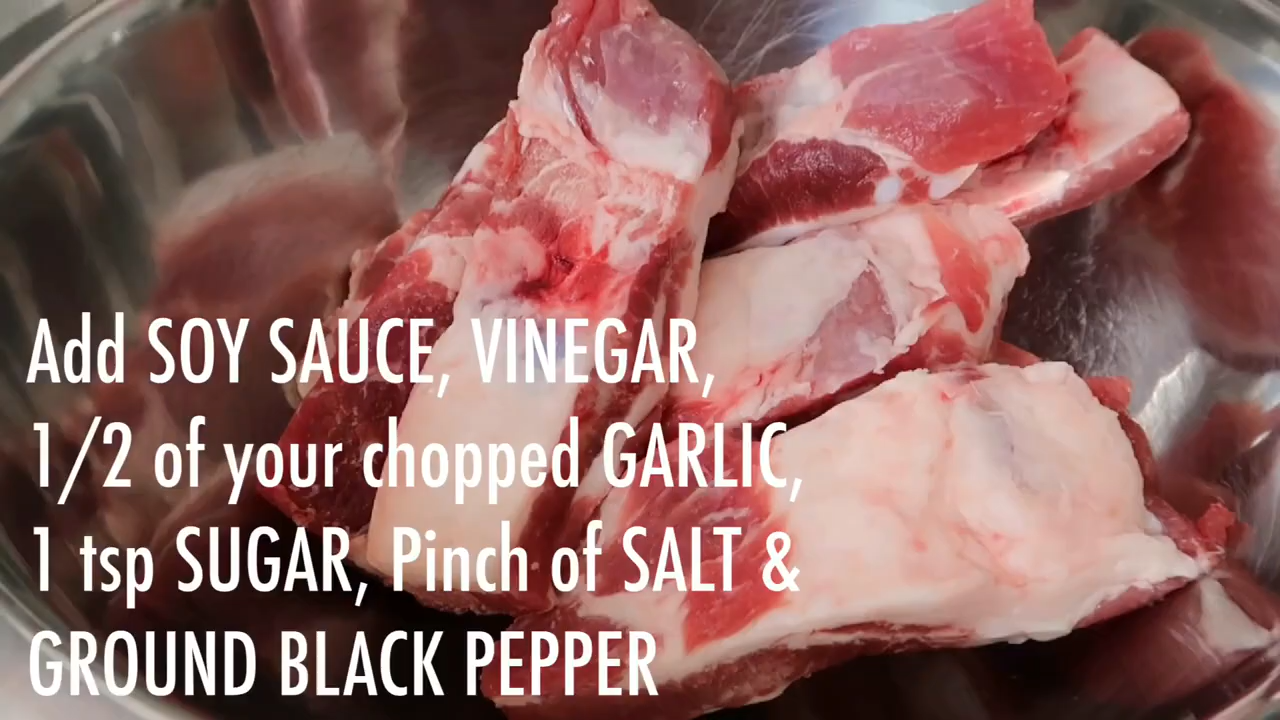 Add SOY SAUCE, VINEGAR,
1/2 of your chopped GARLIC,
1 tsp SUGAR, Pinch of SALT &
GROUND BLACK PEPPER